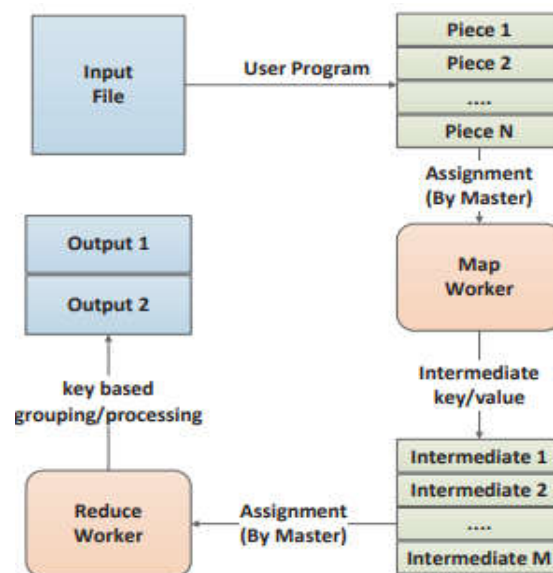 Input
File
User Program
Piece 1
Piece 2
....
Piece N
Assignment
(By Master)
Map
Worker
Intermediate
key/value
Intermediate 1
Intermediate 2
....
Intermediate M
Assignment
(By Master)
Reduce
Worker
key based
grouping/processing
Output 1
Output 2